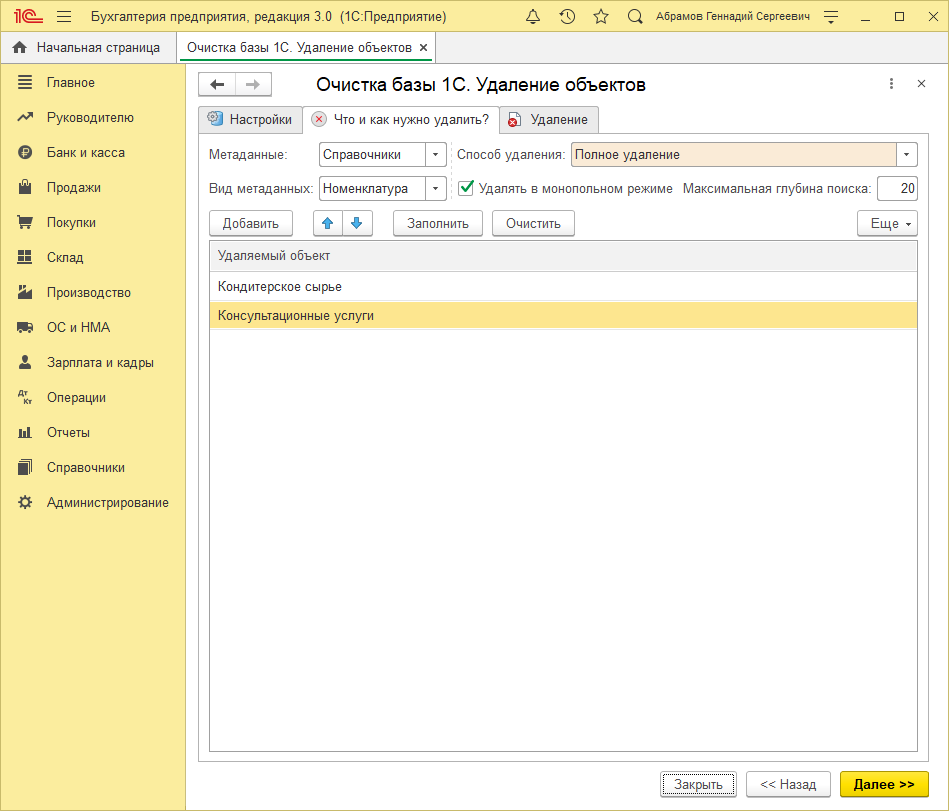 1С Бухгалтерия предприятия, редакция 3.0 (1С:Предприятие) Абрамов Геннадий Сергеевич
Начальная страница Очистка базы 1С. Удаление объектов
Главное
Руководителю
Банк и касса
Продажи
Покупки
Склад
Производство
ОС и НМА
Зарплата и кадры
Дт Кт Операции
Отчеты
Справочники
Администрирование
Очистка базы 1С. Удаление объектов
Настройки Что и как нужно удалить? Удаление
Метаданные: Справочники Способ удаления: Полное удаление
Вид метаданных: Номенклатура Удалять в монопольном режиме Максимальная глубина поиска: 20
Добавить Заполнить Очистить Еще
Удаляемый объект
Кондитерское сырье
Консультационные услуги
Закрыть << Назад Далее >>